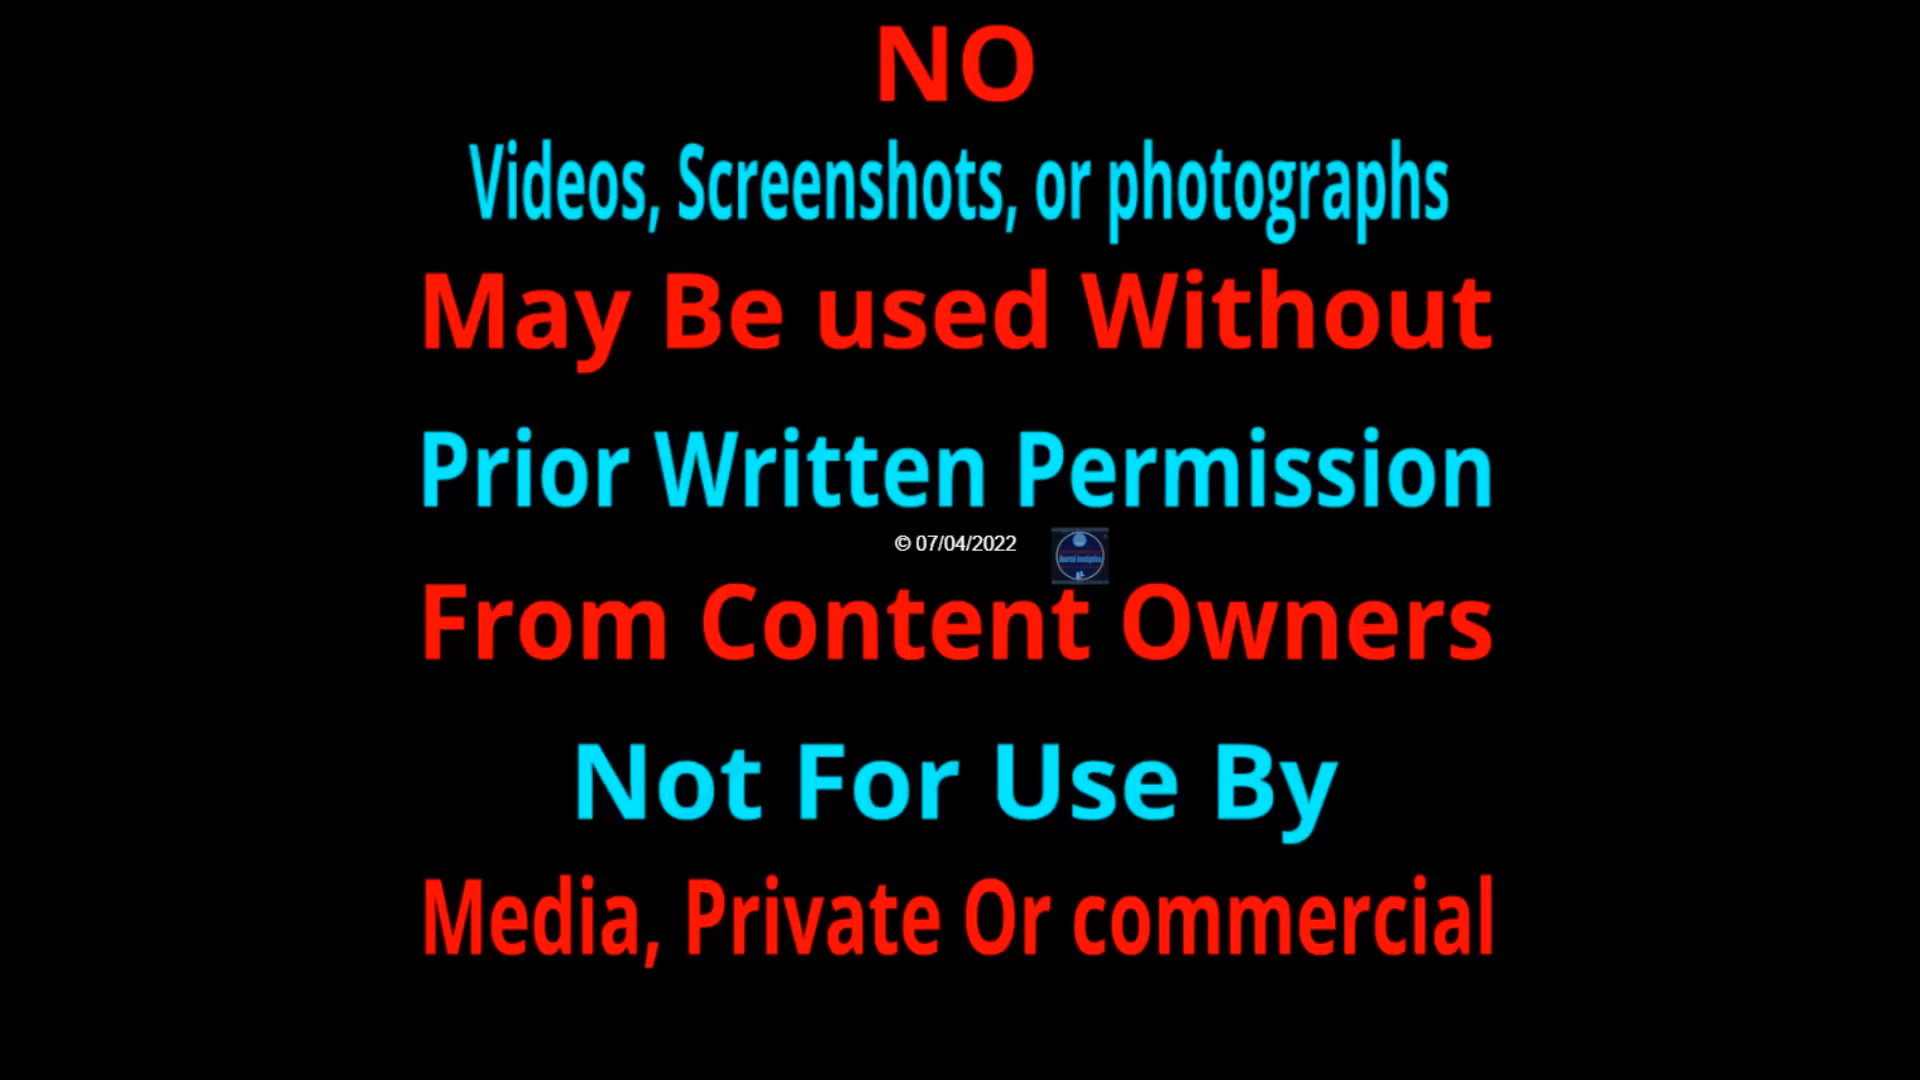 NO
Videos, Screenshots, or photographs
May Be used Without
Prior Written Permission
© 07/04/2022
From Content Owners
Not For Use By
Media, Private Or commercial